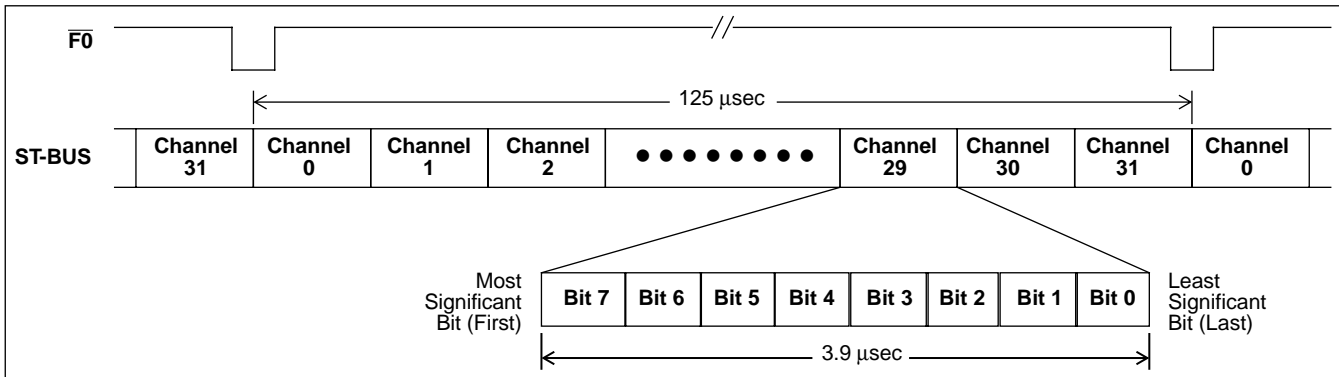 F0
125 μsec
ST-BUS
Channel 31
Channel 0
Channel 1
Channel 2
Channel 29
Channel 30
Channel 31
Channel 0
Most
Significant
Bit (First)
Bit 7
Bit 6
Bit 5
Bit 4
Bit 3
Bit 2
Bit 1
Bit 0
Least
Significant
Bit (Last)
3.9 μsec